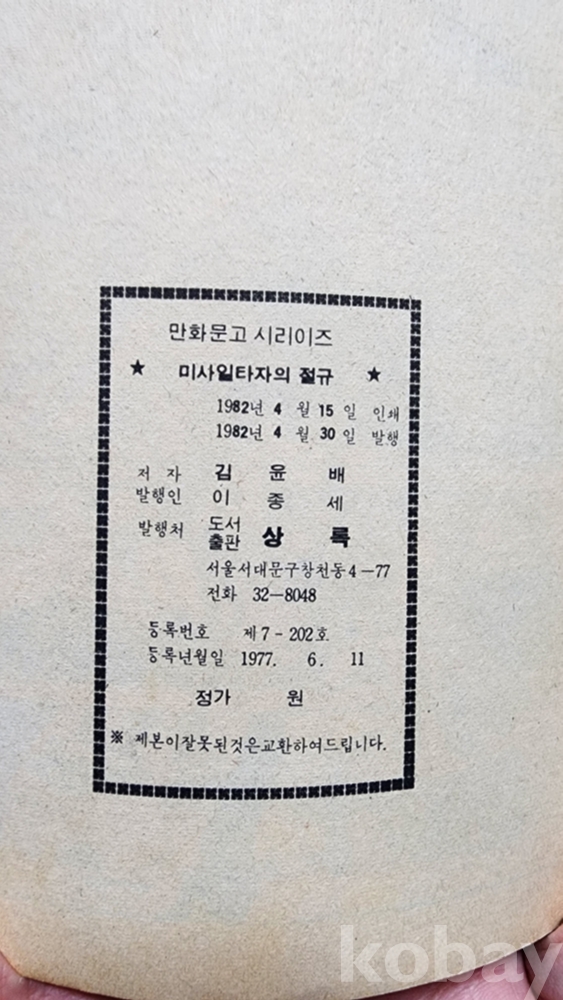 만화문고 시리이즈
★ 미사일타자의 절규 ★
1982년 4 월 15 일 인쇄
1982년 4 월 30 일 발행
저 자 김 윤 배
발행인 이 종 세
발행처 도서출판 상 록
서울서대문구창천동4—77
전화 32—8048
등록번호 제7-202호
등록년월일 1977. 6. 11
정가 원
※ 제본이잘못된것은교환하여드립니다.
kobay